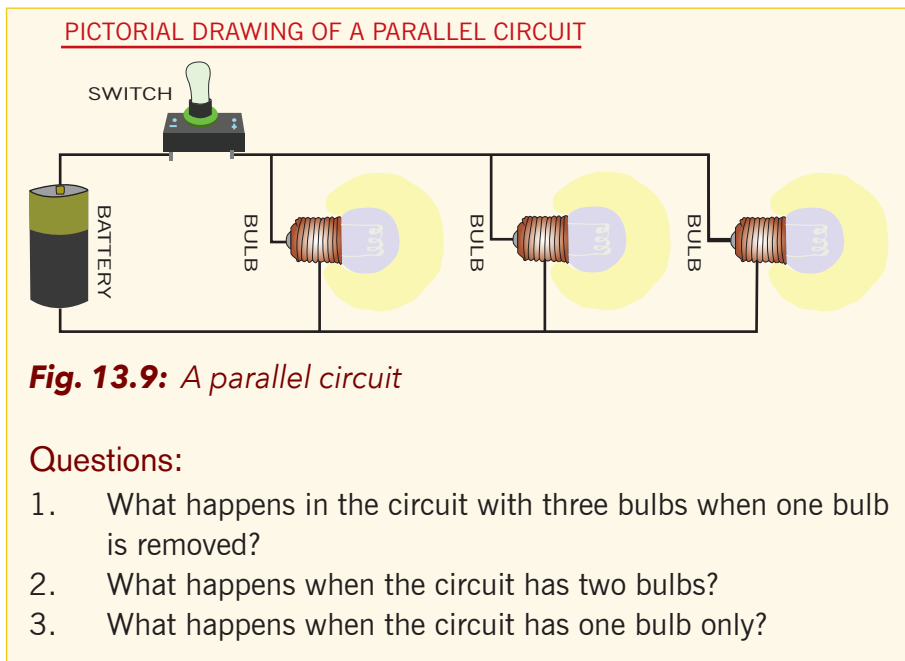 PICTORIAL DRAWING OF A PARALLEL CIRCUIT
SWITCH
BATTERY
BULB
BULB
BULB
Fig. 13.9: A parallel circuit
Questions:
1. What happens in the circuit with three bulbs when one bulb
is removed?
2. What happens when the circuit has two bulbs?
3. What happens when the circuit has one bulb only?